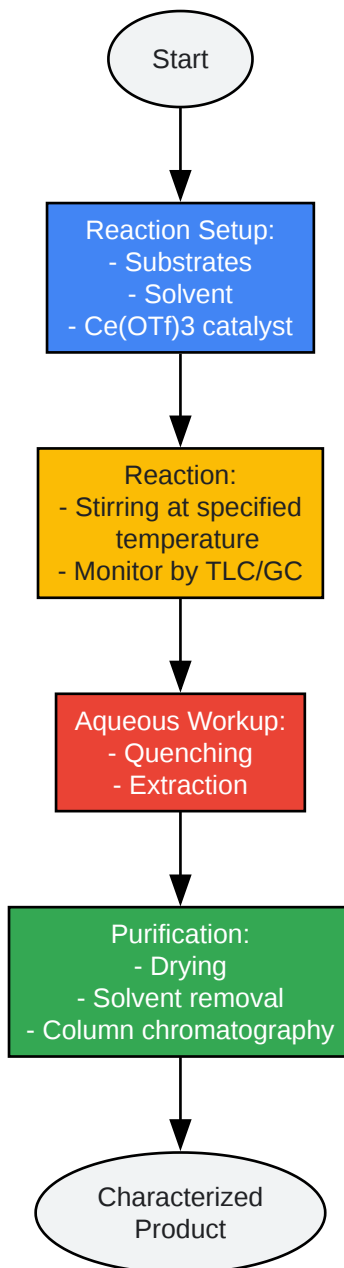 Start
Reaction Setup:
- Substrates
- Solvent
- Ce(OTf)3 catalyst
Reaction:
- Stirring at specified
temperature
- Monitor by TLC/GC
Aqueous Workup:
- Quenching
- Extraction
Purification:
- Drying
- Solvent removal
- Column chromatography
Characterized
Product